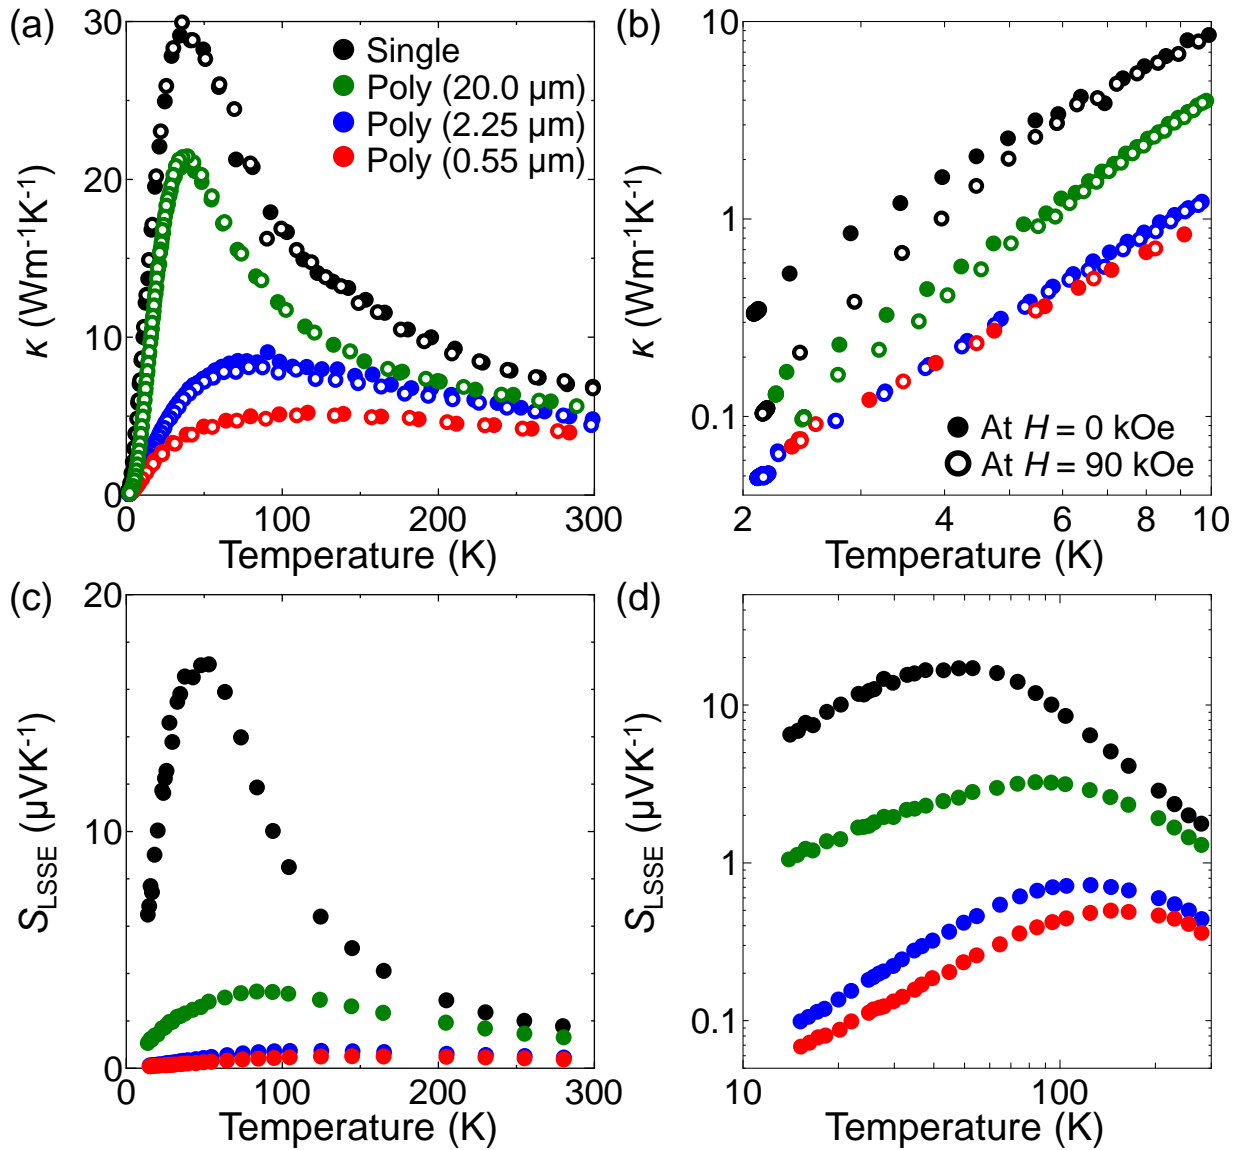 (a)
30
20
10
0
0
100
200
300
κ (Wm⁻¹K⁻¹)
Temperature (K)
Single
Poly (20.0 µm)
Poly (2.25 µm)
Poly (0.55 µm)
(b)
10
1
0.1
2
4
6
8
10
κ (Wm⁻¹K⁻¹)
Temperature (K)
At H = 0 kOe
At H = 90 kOe
(c)
20
10
0
0
100
200
300
S_LSSE (µVK⁻¹)
Temperature (K)
(d)
10
1
0.1
10
100
S_LSSE (µVK⁻¹)
Temperature (K)